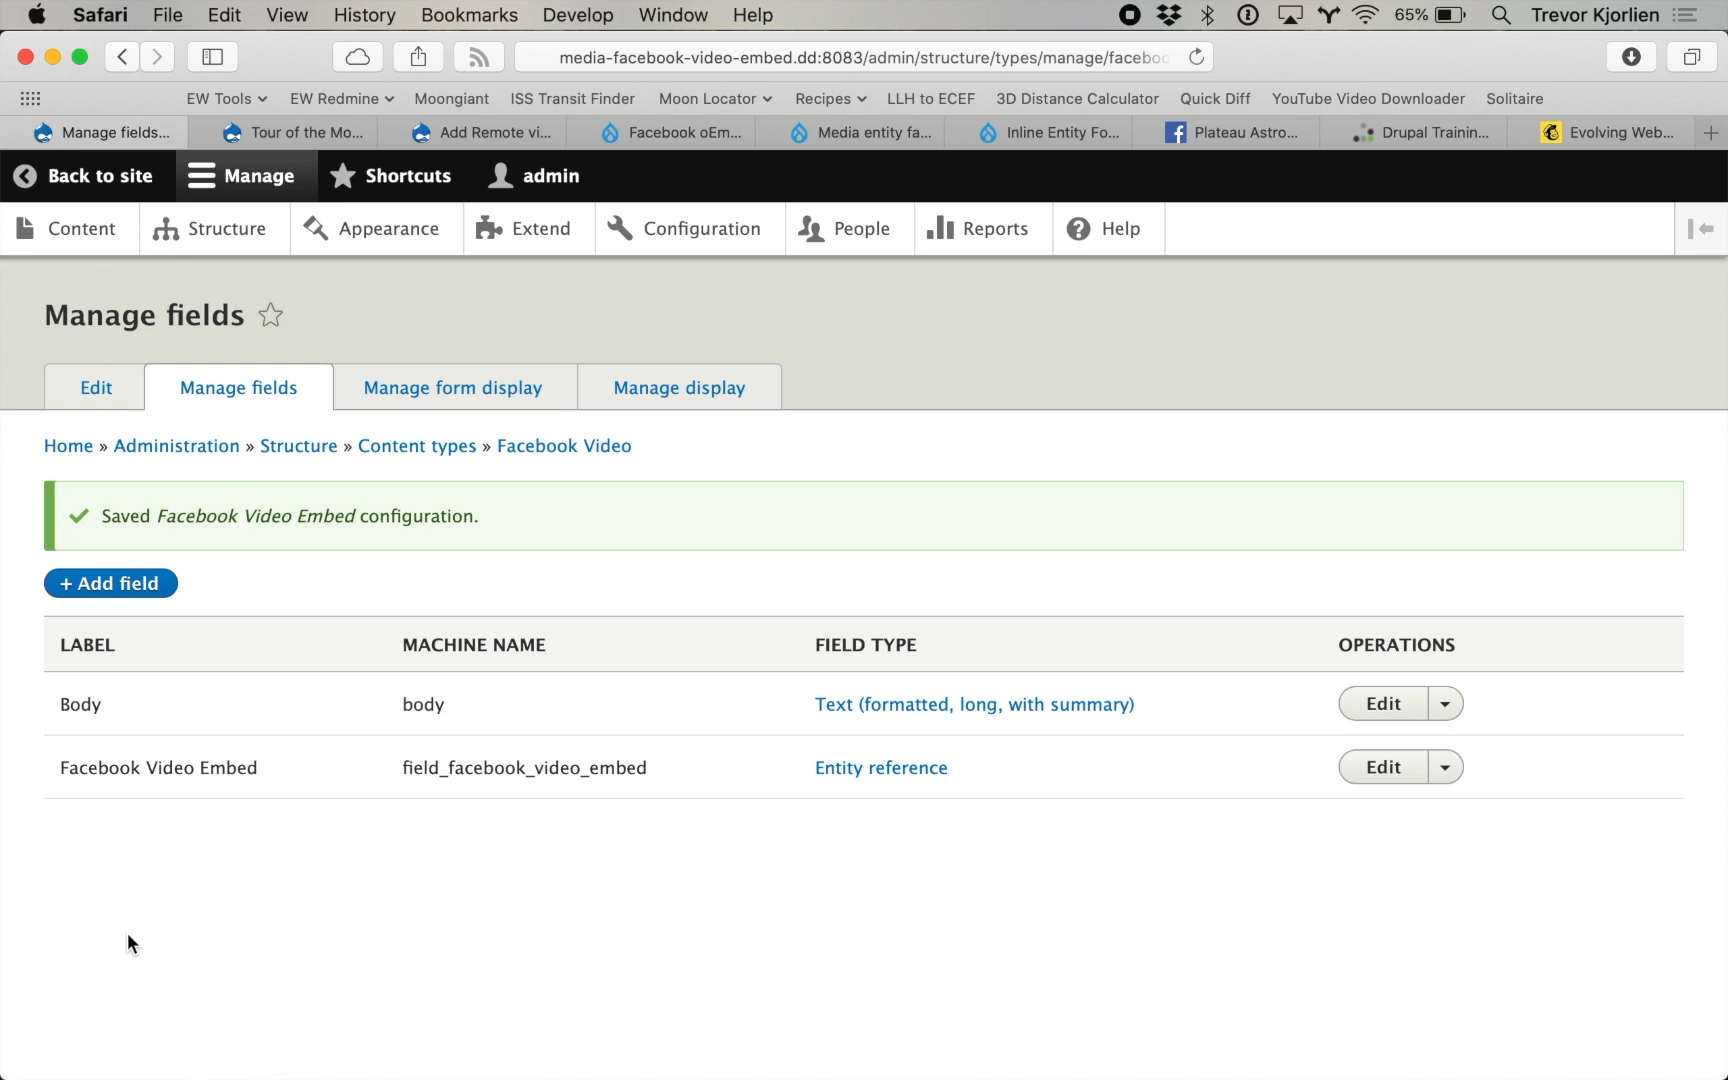 Safari File Edit View History Bookmarks Develop Window Help 65% Trevor Kjorlien
media-facebook-video-embed.dd:8083/admin/structure/types/manage/facebo
EW Tools EW Redmine Moongiant ISS Transit Finder Moon Locator Recipes LLH to ECEF 3D Distance Calculator Quick Diff YouTube Video Downloader Solitaire
Manage fields... Tour of the Mo... Add Remote vi... Facebook oEm... Media entity fa... Inline Entity Fo... Plateau Astro... Drupal Trainin... Evolving Web... +
Back to site Manage Shortcuts admin
Content Structure Appearance Extend Configuration People Reports Help
Manage fields
Edit Manage fields Manage form display Manage display
Home » Administration » Structure » Content types » Facebook Video
Saved Facebook Video Embed configuration.
+ Add field
LABEL MACHINE NAME FIELD TYPE OPERATIONS
Body body Text (formatted, long, with summary) Edit
Facebook Video Embed field_facebook_video_embed Entity reference Edit